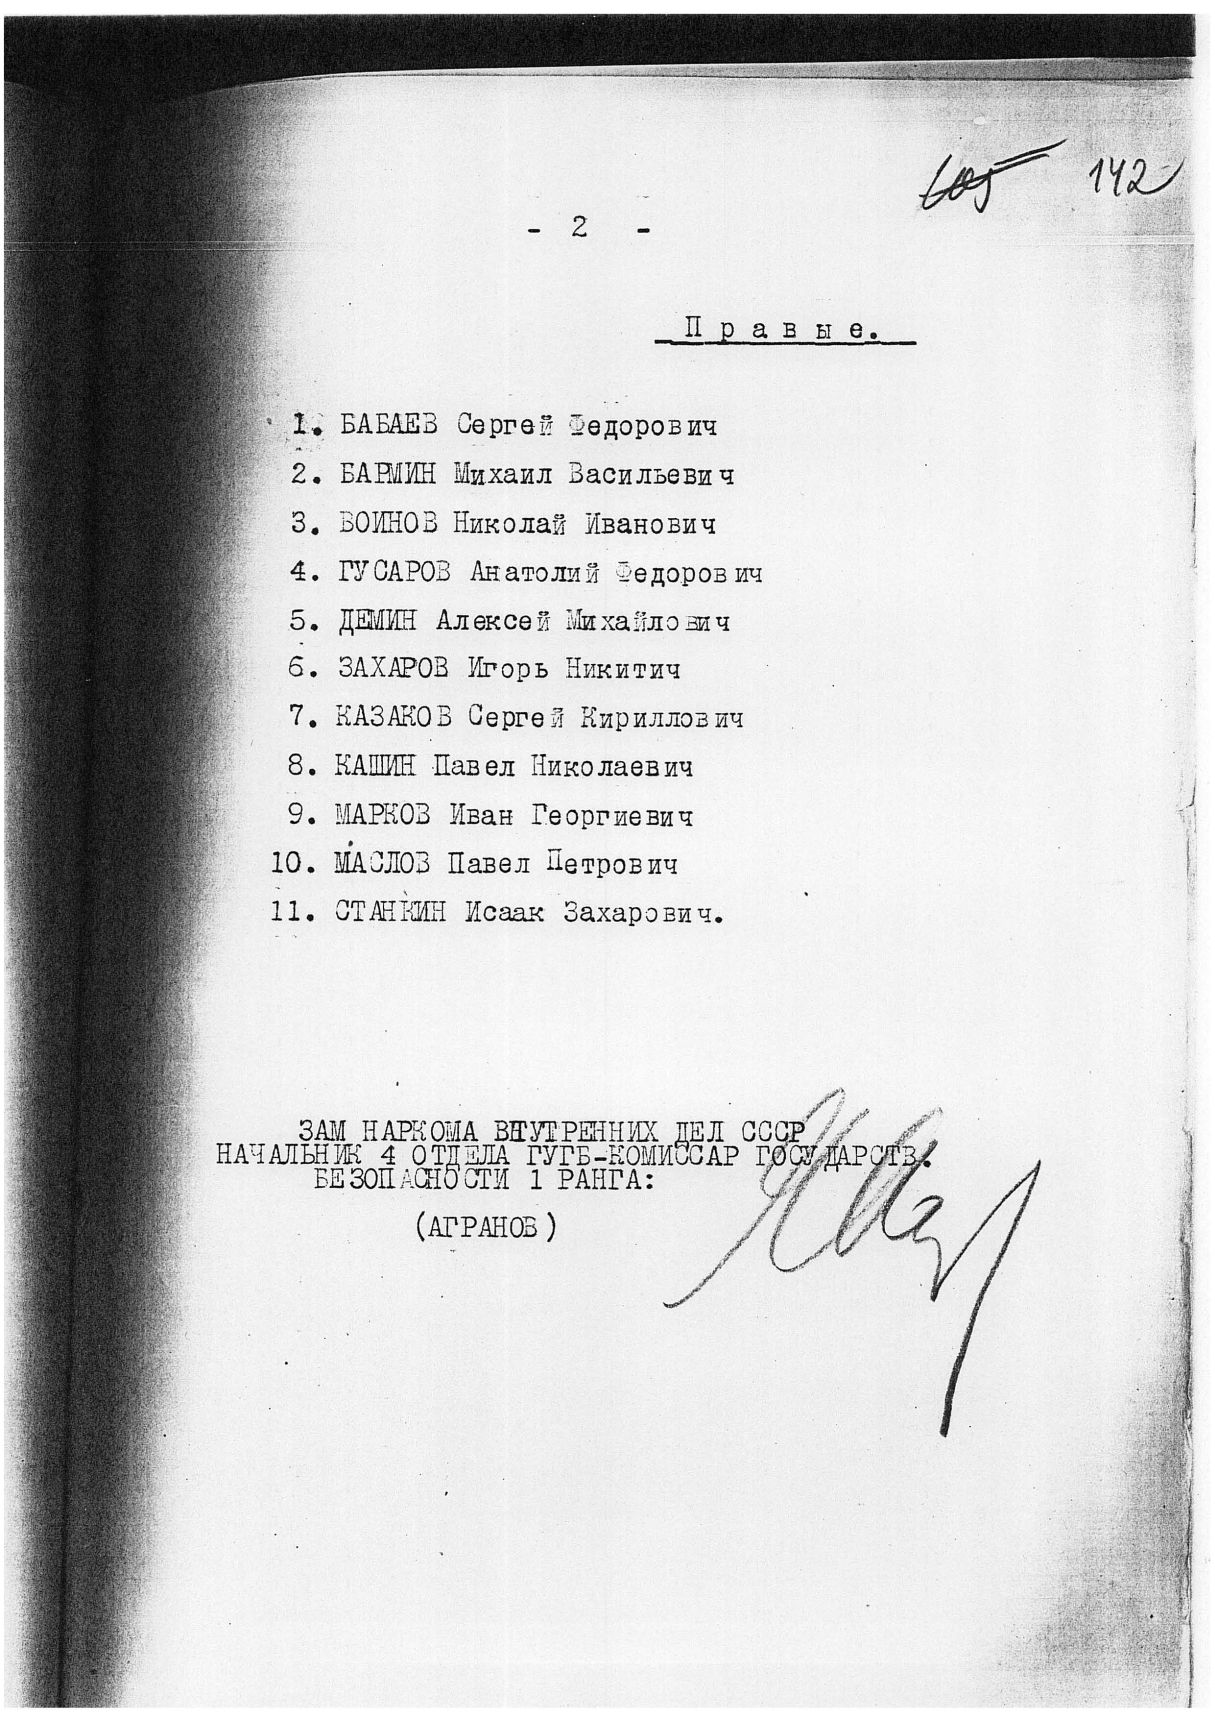 142
- 2 -
Правые.
1. БАБАЕВ Сергей Федорович
2. БАРМИН Михаил Васильевич
3. ВОИНОВ Николай Иванович
4. ГУСАРОВ Анатолий Федорович
5. ДЕМИН Алексей Михайлович
6. ЗАХАРОВ Игорь Никитич
7. КАЗАКОВ Сергей Кириллович
8. КАШИН Павел Николаевич
9. МАРКОВ Иван Георгиевич
10. МАСЛОВ Павел Петрович
11. СТАНКИН Исаак Захарович.
ЗАМ НАРКОМА ВНУТРЕННИХ ДЕЛ СССР
НАЧАЛЬНИК 4 ОТДЕЛА ГУГБ-КОМИССАР ГОСУДАРСТВ.
БЕЗОПАСНОСТИ 1 РАНГА:
(АГРАНОВ)